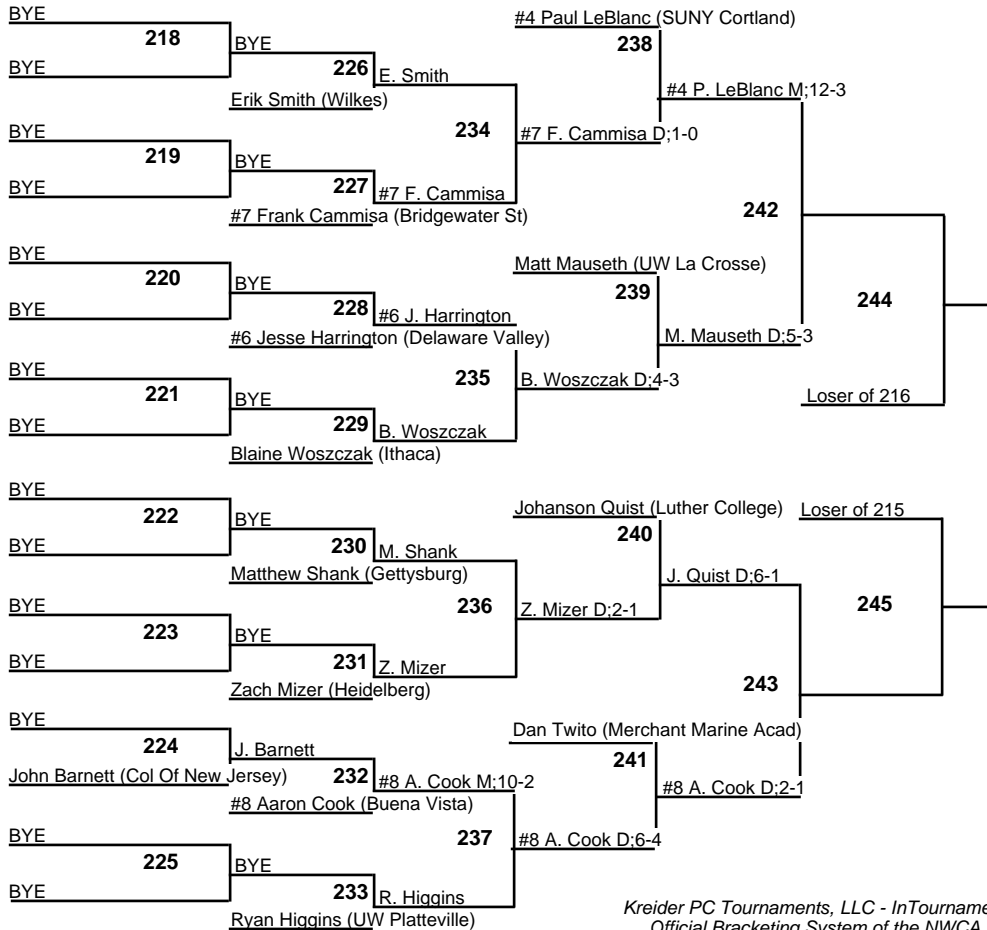 BYE
218
BYE
BYE
226
E. Smith
Erik Smith (Wilkes)
BYE
219
BYE
BYE
227
#7 F. Cammisa
#7 Frank Cammisa (Bridgewater St)
234
#7 F. Cammisa D;1-0
#4 Paul LeBlanc (SUNY Cortland)
238
#4 P. LeBlanc M;12-3
BYE
220
BYE
BYE
228
#6 J. Harrington
#6 Jesse Harrington (Delaware Valley)
BYE
221
BYE
BYE
229
B. Woszczak
Blaine Woszczak (Ithaca)
235
B. Woszczak D;4-3
Matt Mauseth (UW La Crosse)
239
M. Mauseth D;5-3
242
244
Loser of 216
BYE
222
BYE
BYE
230
M. Shank
Matthew Shank (Gettysburg)
BYE
223
BYE
BYE
231
Z. Mizer
Zach Mizer (Heidelberg)
236
Z. Mizer D;2-1
Johanson Quist (Luther College)
240
J. Quist D;6-1
Loser of 215
245
243
BYE
224
John Barnett (Col Of New Jersey)
J. Barnett
232
#8 A. Cook M;10-2
#8 Aaron Cook (Buena Vista)
BYE
225
BYE
BYE
233
R. Higgins
Ryan Higgins (UW Platteville)
237
#8 A. Cook D;6-4
Dan Twito (Merchant Marine Acad)
241
#8 A. Cook D;2-1
Kreider PC Tournaments, LLC - InTourname
Official Bracketing System of the NWCA